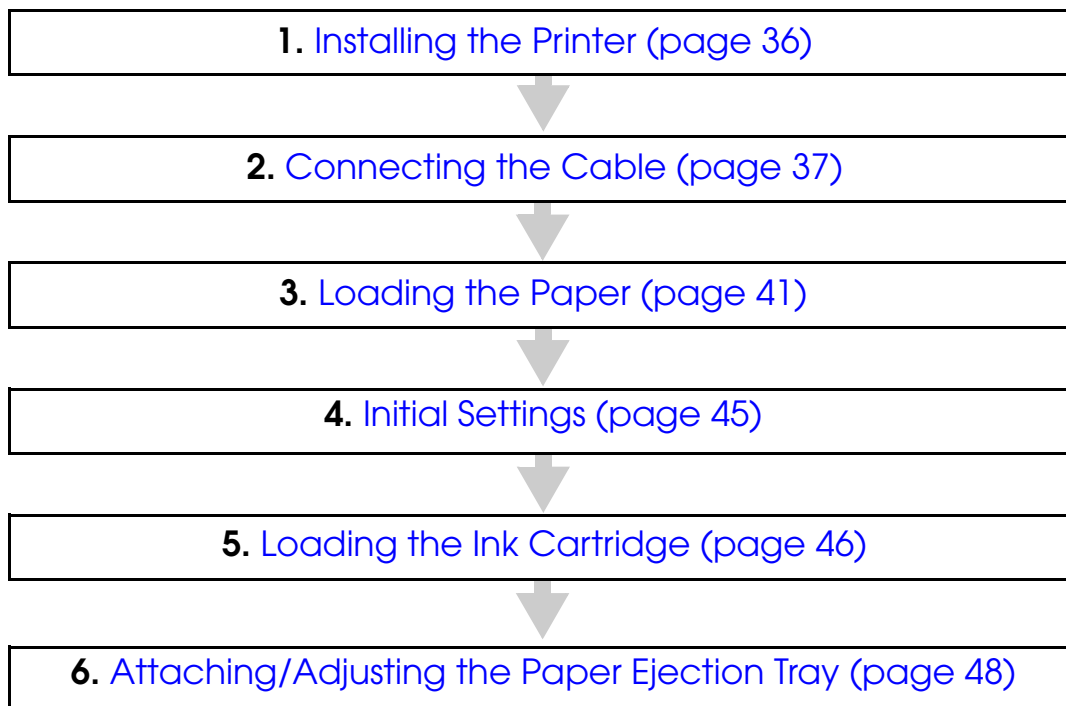 1. Installing the Printer (page 36)
2. Connecting the Cable (page 37)
3. Loading the Paper (page 41)
4. Initial Settings (page 45)
5. Loading the Ink Cartridge (page 46)
6. Attaching/Adjusting the Paper Ejection Tray (page 48)